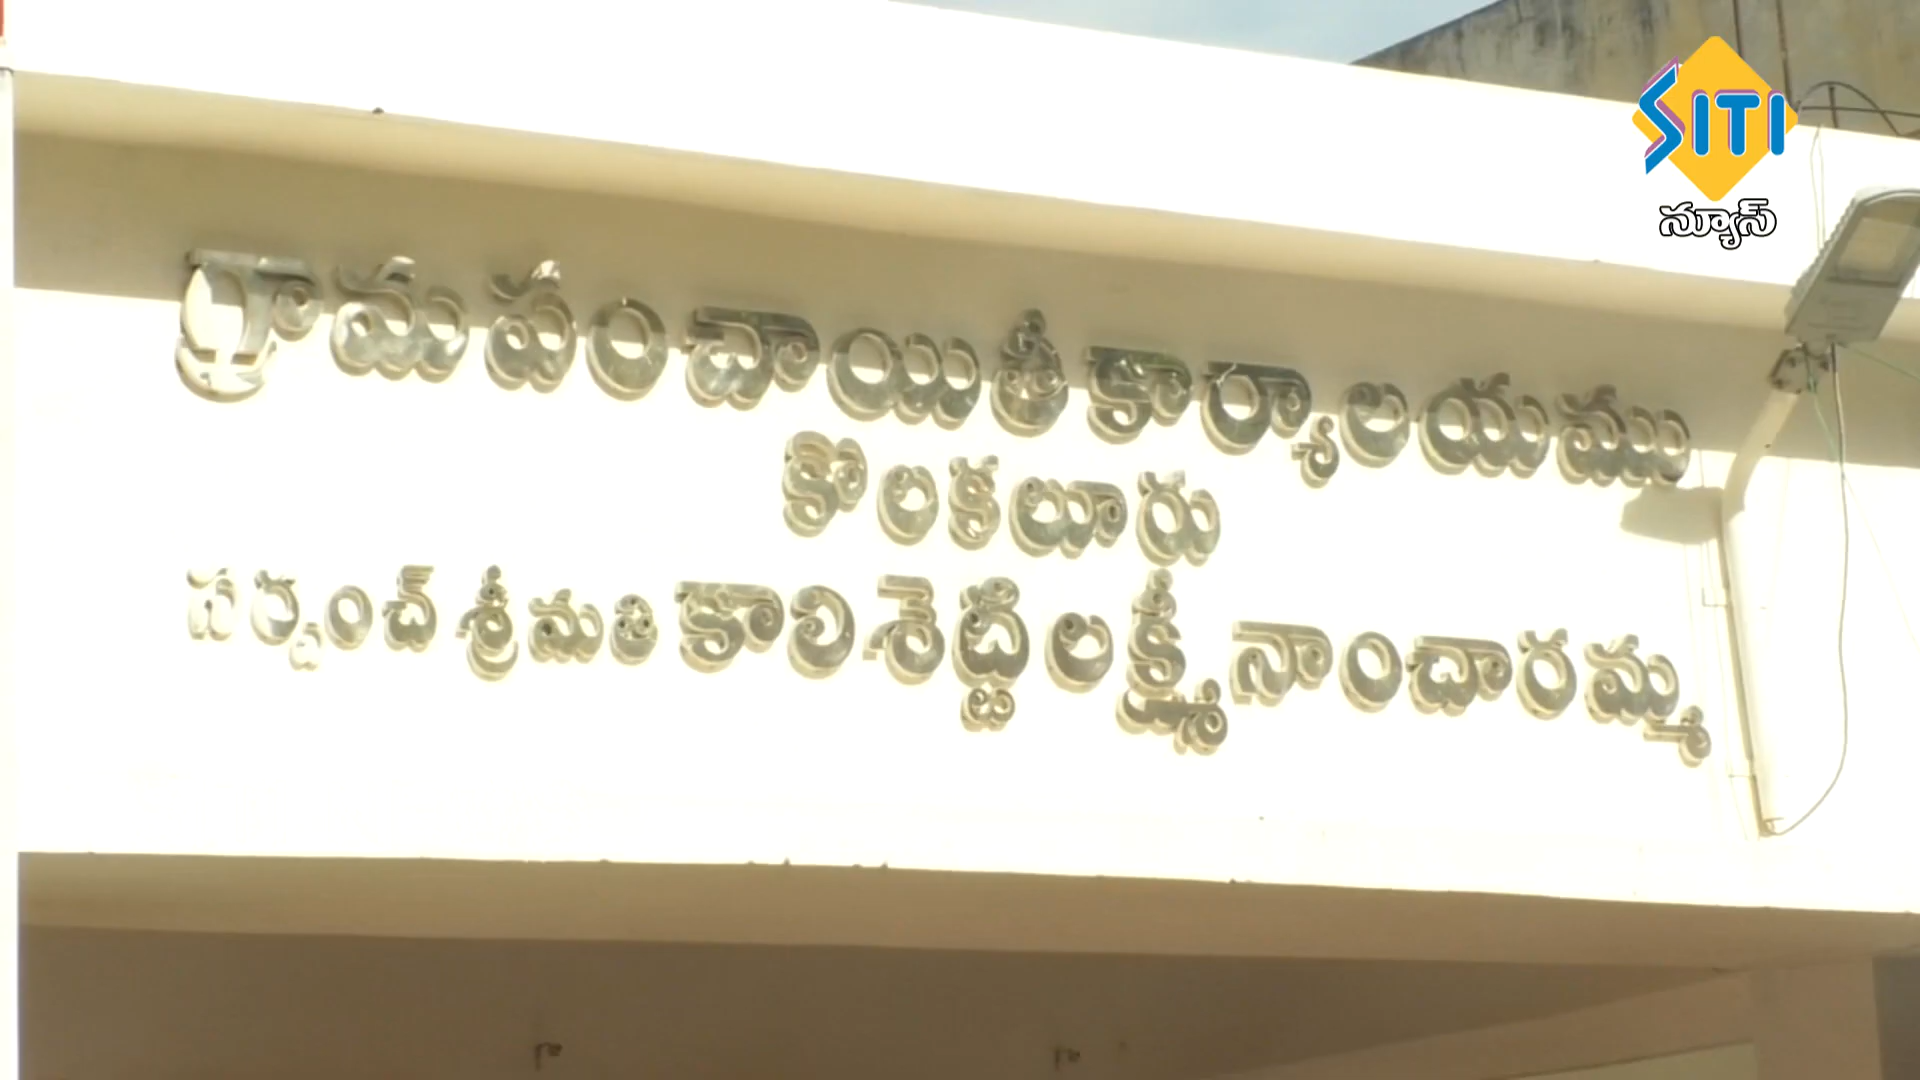 SITI
న్యూస్
గ్రామ పంచాయితీ కార్యాలయము
కొలకలూరు
సర్పంచ్ శ్రీమతి కాలిశెట్టి లక్ష్మీ నాంచారమ్మ